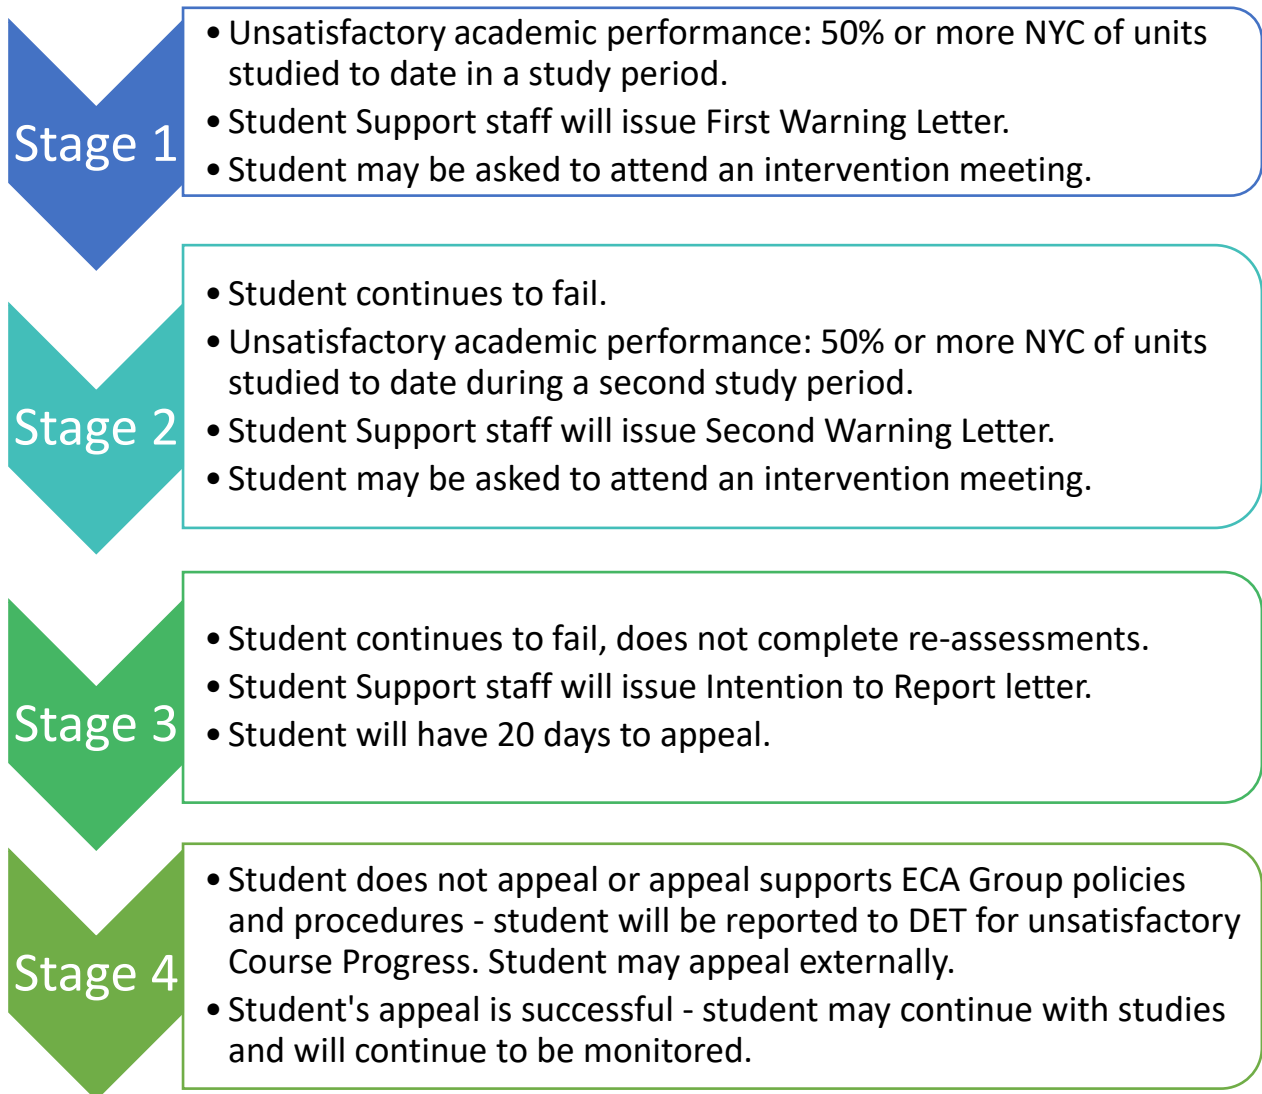 Stage 1
• Unsatisfactory academic performance: 50% or more NYC of units
studied to date in a study period.
• Student Support staff will issue First Warning Letter.
• Student may be asked to attend an intervention meeting.
Stage 2
• Student continues to fail.
• Unsatisfactory academic performance: 50% or more NYC of units
studied to date during a second study period.
• Student Support staff will issue Second Warning Letter.
• Student may be asked to attend an intervention meeting.
Stage 3
• Student continues to fail, does not complete re-assessments.
• Student Support staff will issue Intention to Report letter.
• Student will have 20 days to appeal.
Stage 4
• Student does not appeal or appeal supports ECA Group policies
and procedures - student will be reported to DET for unsatisfactory
Course Progress. Student may appeal externally.
• Student's appeal is successful - student may continue with studies
and will continue to be monitored.